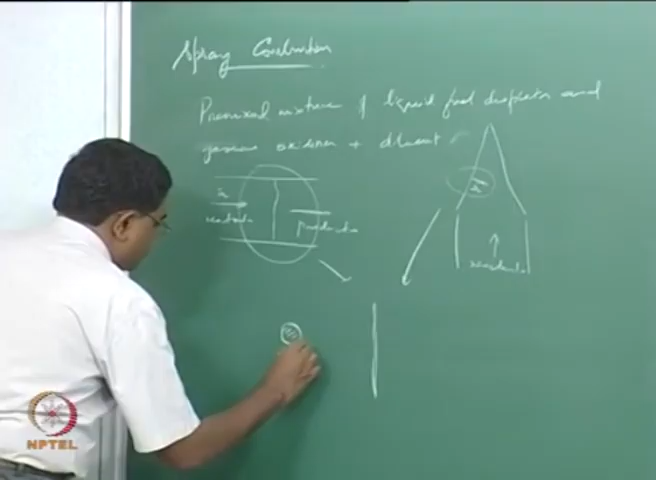 Spray Combustion
Premixed mixture of liquid fuel droplets and
gaseous oxidiser + diluent
reactants
products
reactants
NPTEL